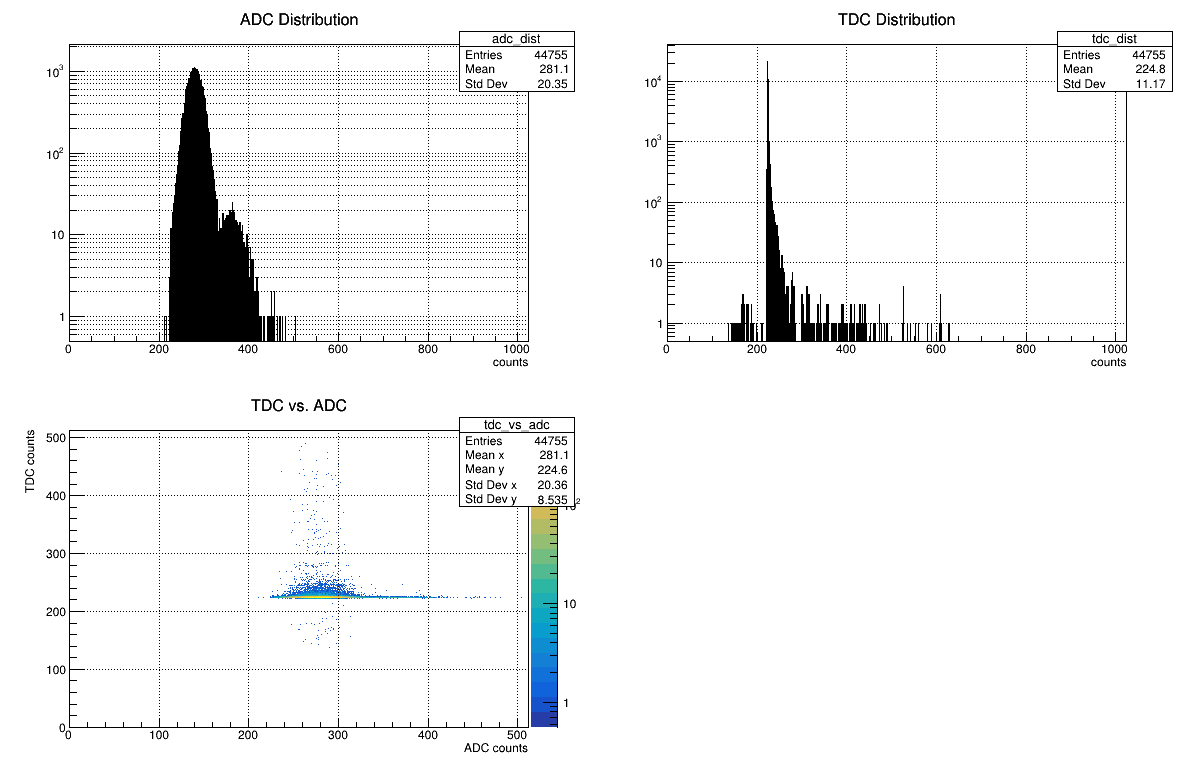 ADC Distribution
adc_dist
Entries 44755
Mean 281.1
Std Dev 20.35
10³
10²
10
1
0 200 400 600 800 1000
counts
TDC Distribution
tdc_dist
Entries 44755
Mean 224.8
Std Dev 11.17
10⁴
10³
10²
10
1
0 200 400 600 800 1000
counts
TDC vs. ADC
tdc_vs_adc
Entries 44755
Mean x 281.1
Mean y 224.6
Std Dev x 20.36
Std Dev y 8.535
TDC counts
500
400
300
200
100
0
0 100 200 300 400 500
ADC counts
10
1